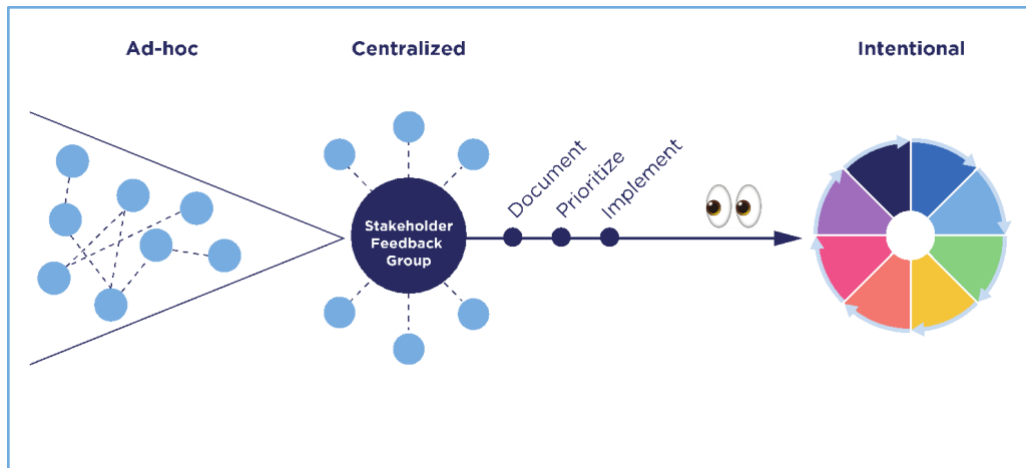 Ad-hoc
Centralized
Intentional
Stakeholder
Feedback
Group
Document
Prioritize
Implement